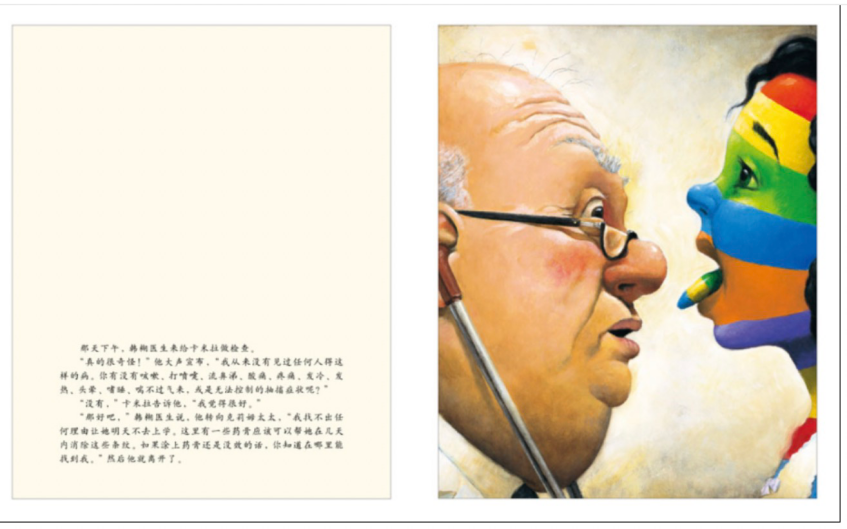 那天下午，韩糊医生来给卡米拉做检查。
“真的很奇怪！”他大声宣布，“我从来没有见过任何人得这
样的病。你有没有咳嗽、打喷嚏、流鼻涕、酸痛、疼痛、发冷、发
热、头晕、嗜睡、喘不过气来，或是无法控制的抽搐症状呢？”
“没有，”卡米拉告诉他，“我觉得很好。”
“那好吧，”韩糊医生说，他转向克莉姆太太，“我找不出任
何理由让她明天不去上学。这里有一些药膏应该可以帮她在几天
内消除这些条纹。如果涂上药膏还是没效的话，你知道在哪里能
找到我。”然后他就离开了。